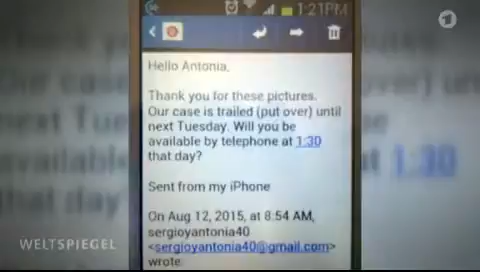 1:21PM
Hello Antonia,
Thank you for these pictures.
Our case is trailed (put over) until
next Tuesday. Will you be
available by telephone at 1:30
that day?
Sent from my iPhone
On Aug 12, 2015, at 8:54 AM,
sergioyantonia40
<sergioyantonia40@gmail.com>
wrote:
WELTSPIEGEL